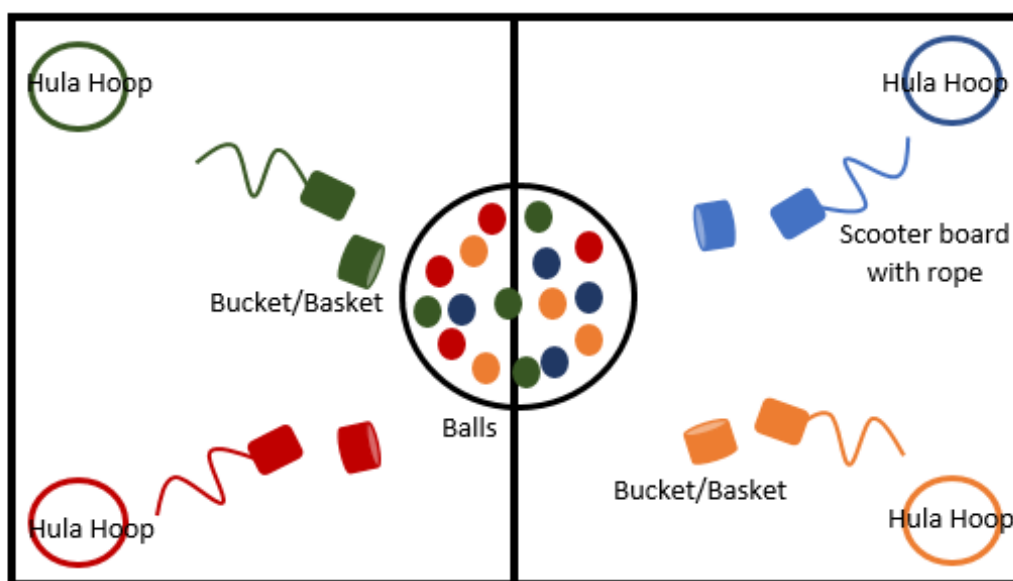 Hula Hoop
Hula Hoop
Scooter board
with rope
Bucket/Basket
Balls
Bucket/Basket
Hula Hoop
Hula Hoop